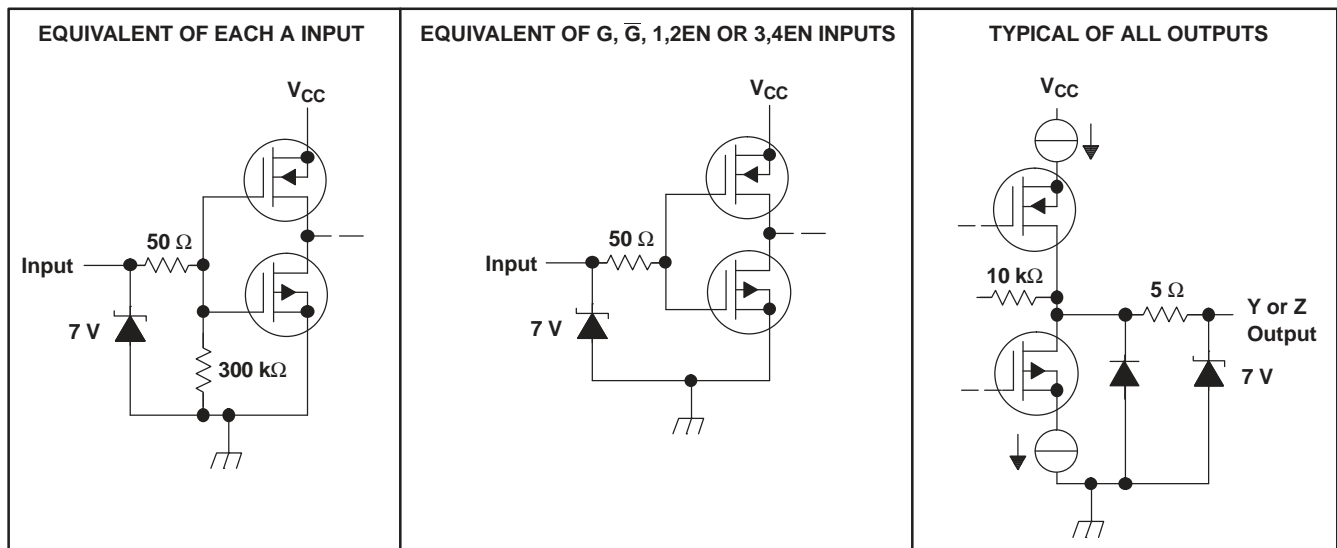 EQUIVALENT OF EACH A INPUT
VCC
50 Ω
Input
7 V
300 kΩ
EQUIVALENT OF G, G̅, 1,2EN OR 3,4EN INPUTS
VCC
50 Ω
Input
7 V
TYPICAL OF ALL OUTPUTS
VCC
10 kΩ
5 Ω
Y or Z
Output
7 V